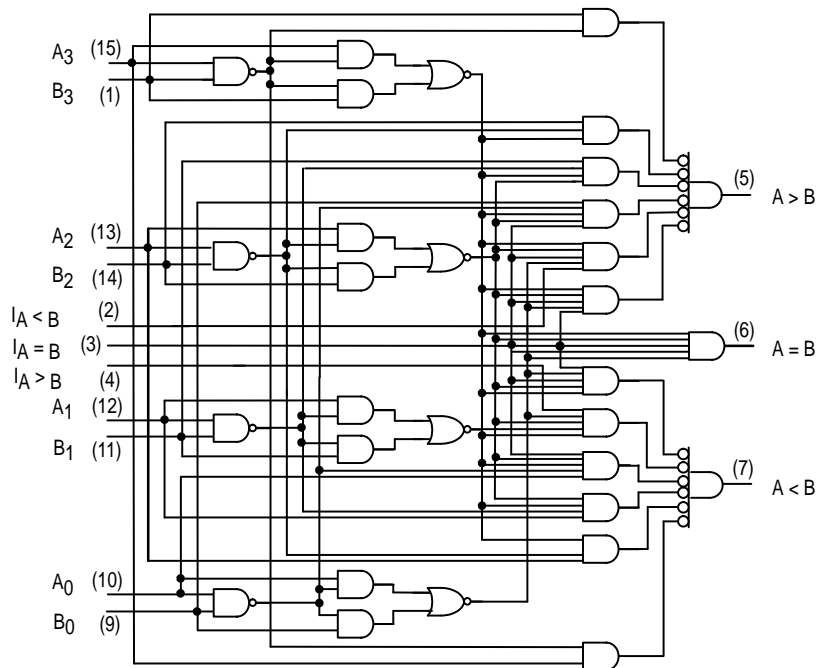 A3 (15)
B3 (1)
A2 (13)
B2 (14)
IA < B (2)
IA = B (3)
IA > B (4)
A1 (12)
B1 (11)
A0 (10)
B0 (9)
(5) A > B
(6) A = B
(7) A < B